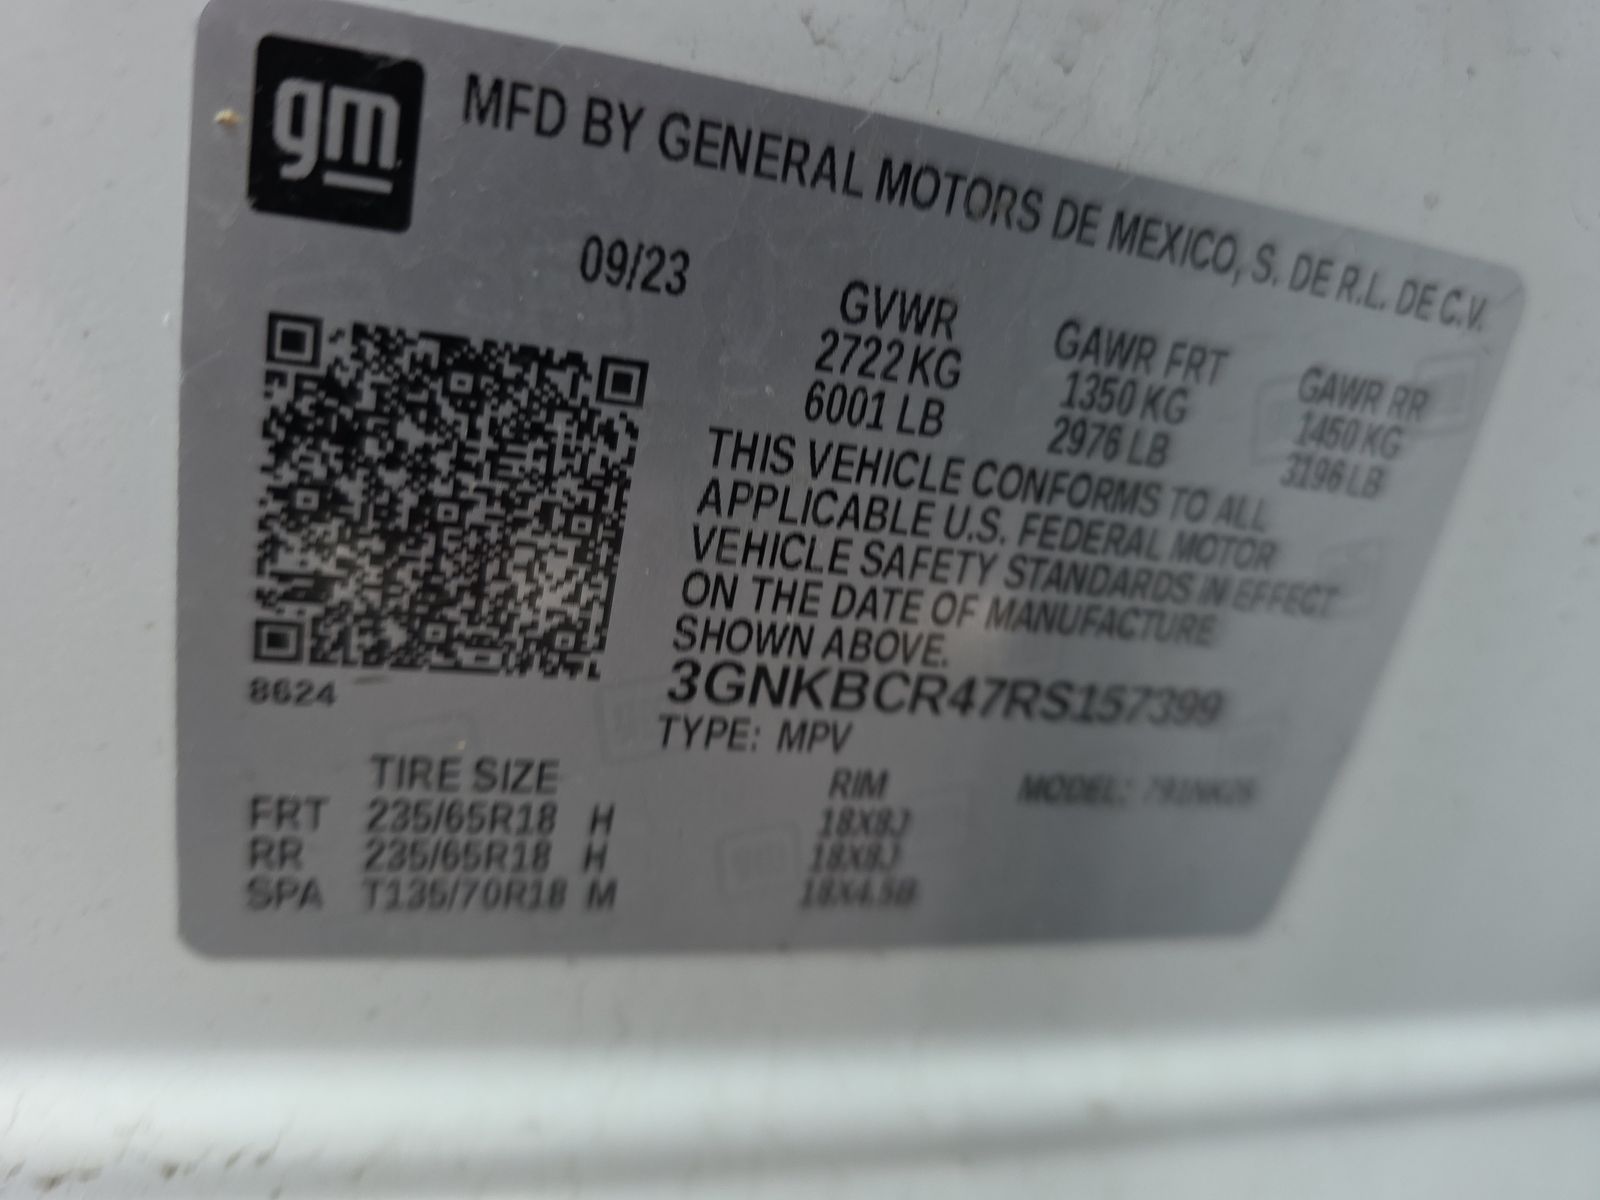 gm
MFD BY GENERAL MOTORS DE MEXICO, S. DE R.L. DE C.V.
09/23
GVWR GAWR FRT GAWR RR
2722 KG 1350 KG 1450 KG
6001 LB 2976 LB 3196 LB
THIS VEHICLE CONFORMS TO ALL
APPLICABLE U.S. FEDERAL MOTOR
VEHICLE SAFETY STANDARDS IN EFFECT
ON THE DATE OF MANUFACTURE
SHOWN ABOVE.
3GNKBCR47RS157399
8624
TYPE: MPV
TIRE SIZE RIM MODEL:
FRT 235/65R18 H 18X8J
RR 235/65R18 H 18X8J
SPA T135/70R18 M 18X4.5B